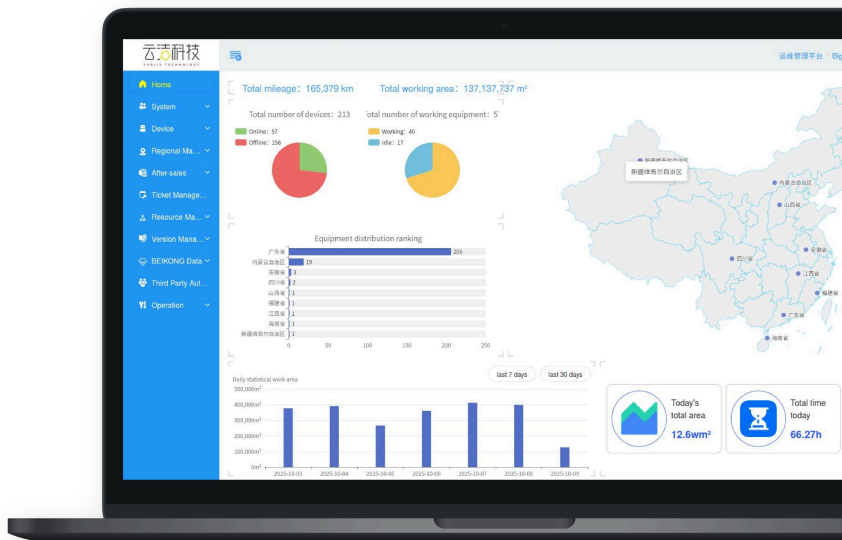 云洁科技
YUNJIE TECHNOLOGY
运维管理平台 Big
Home
System
Device
Regional Ma...
After-sales
Ticket Manage...
Resource Ma...
Version Mana...
BEIKONG Data
Third Party Aut...
Operation
Total mileage: 165,379 km Total working area: 137,137,737 m²
Total number of devices: 213
Online: 57
Offline: 156
otal number of working equipment: 5
Working: 40
Idle: 17
Equipment distribution ranking
广东省 206
内蒙古自治区 19
安徽省 3
四川省 2
山西省 1
福建省 1
江西省 1
海南省 1
新疆维吾尔自治区 1
0 50 100 150 200 250
新疆维吾尔自治区
新疆维吾尔自治区
内蒙古自治区
山西省
四川省
安徽省
江西省
福建省
广东省
海南省
last 7 days last 30 days
Daily statistical work area
500,000m²
400,000m²
300,000m²
200,000m²
100,000m²
0m²
2025-10-03 2025-10-04 2025-10-05 2025-10-06 2025-10-07 2025-10-08 2025-10-09
Today's
total area
12.6wm²
Total time
today
66.27h